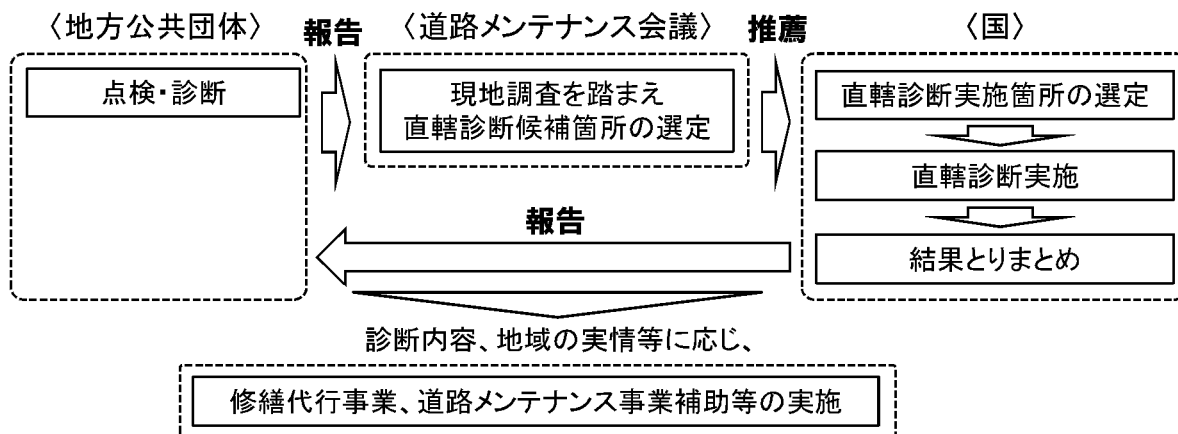 〈地方公共団体〉
点検・診断
報告
〈道路メンテナンス会議〉
現地調査を踏まえ
直轄診断候補箇所の選定
推薦
〈国〉
直轄診断実施箇所の選定
直轄診断実施
結果とりまとめ
報告
診断内容、地域の実情等に応じ、
修繕代行事業、道路メンテナンス事業補助等の実施